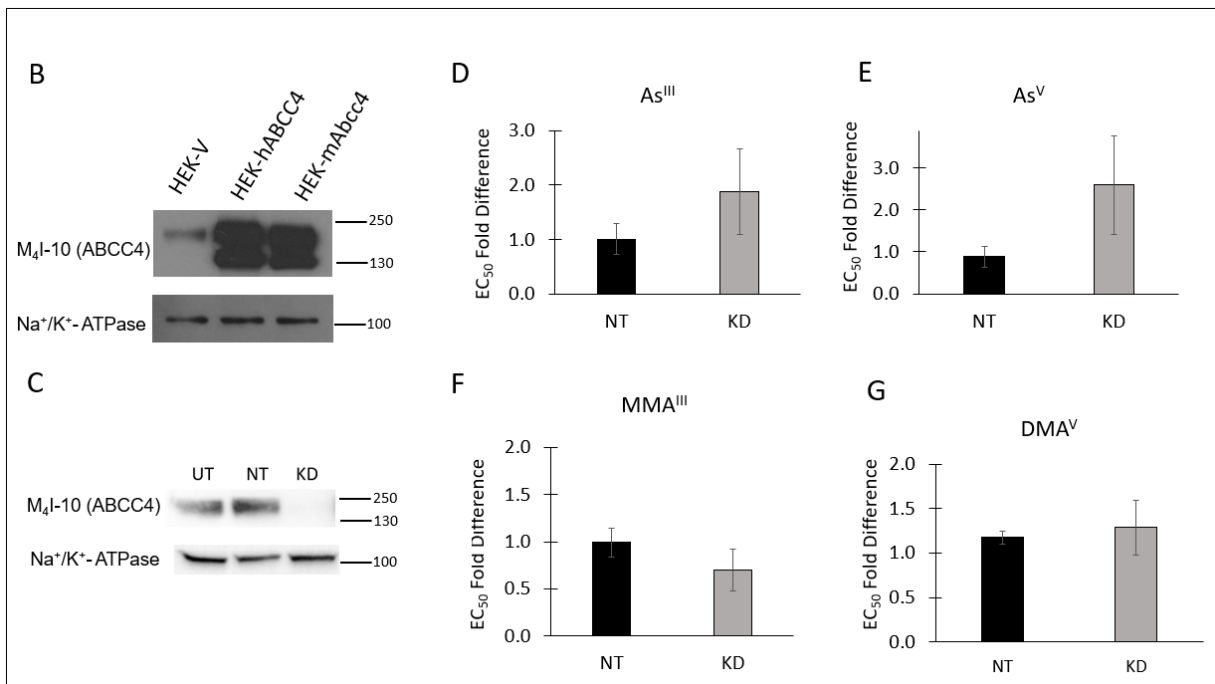 B
HEK-V
HEK-hABCC4
HEK-mAbcc4
M₄I-10 (ABCC4)
250
130
Na⁺/K⁺- ATPase
100
C
UT NT KD
M₄I-10 (ABCC4)
250
130
Na⁺/K⁺- ATPase
100
D
Asᴵᴵᴵ
EC₅₀ Fold Difference
3.0
2.0
1.0
0.0
NT KD
E
Asⱽ
EC₅₀ Fold Difference
3.0
2.0
1.0
0.0
NT KD
F
MMAᴵᴵᴵ
EC₅₀ Fold Difference
2.0
1.5
1.0
0.5
0.0
NT KD
G
DMAⱽ
EC₅₀ Fold Difference
2.0
1.5
1.0
0.5
0.0
NT KD